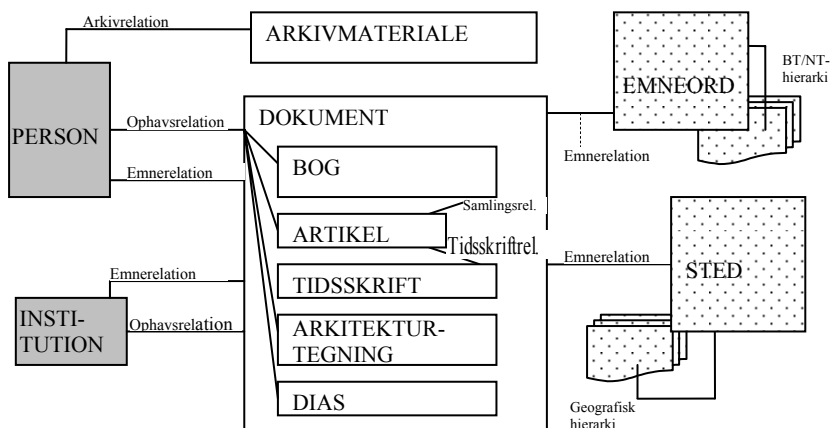 Arkivrelation
ARKIVMATERIALE
EMNEORD
BT/NT-
hierarki
PERSON
Ophavsrelation
DOKUMENT
Emnerelation
Emnerelation
BOG
Samlingsrel.
ARTIKEL
Tidsskriftrel.
Emnerelation
STED
Emnerelation
TIDSSKRIFT
INSTI-
TUTION
Ophavsrelation
ARKITEKTUR-
TEGNING
DIAS
Geografisk
hierarki